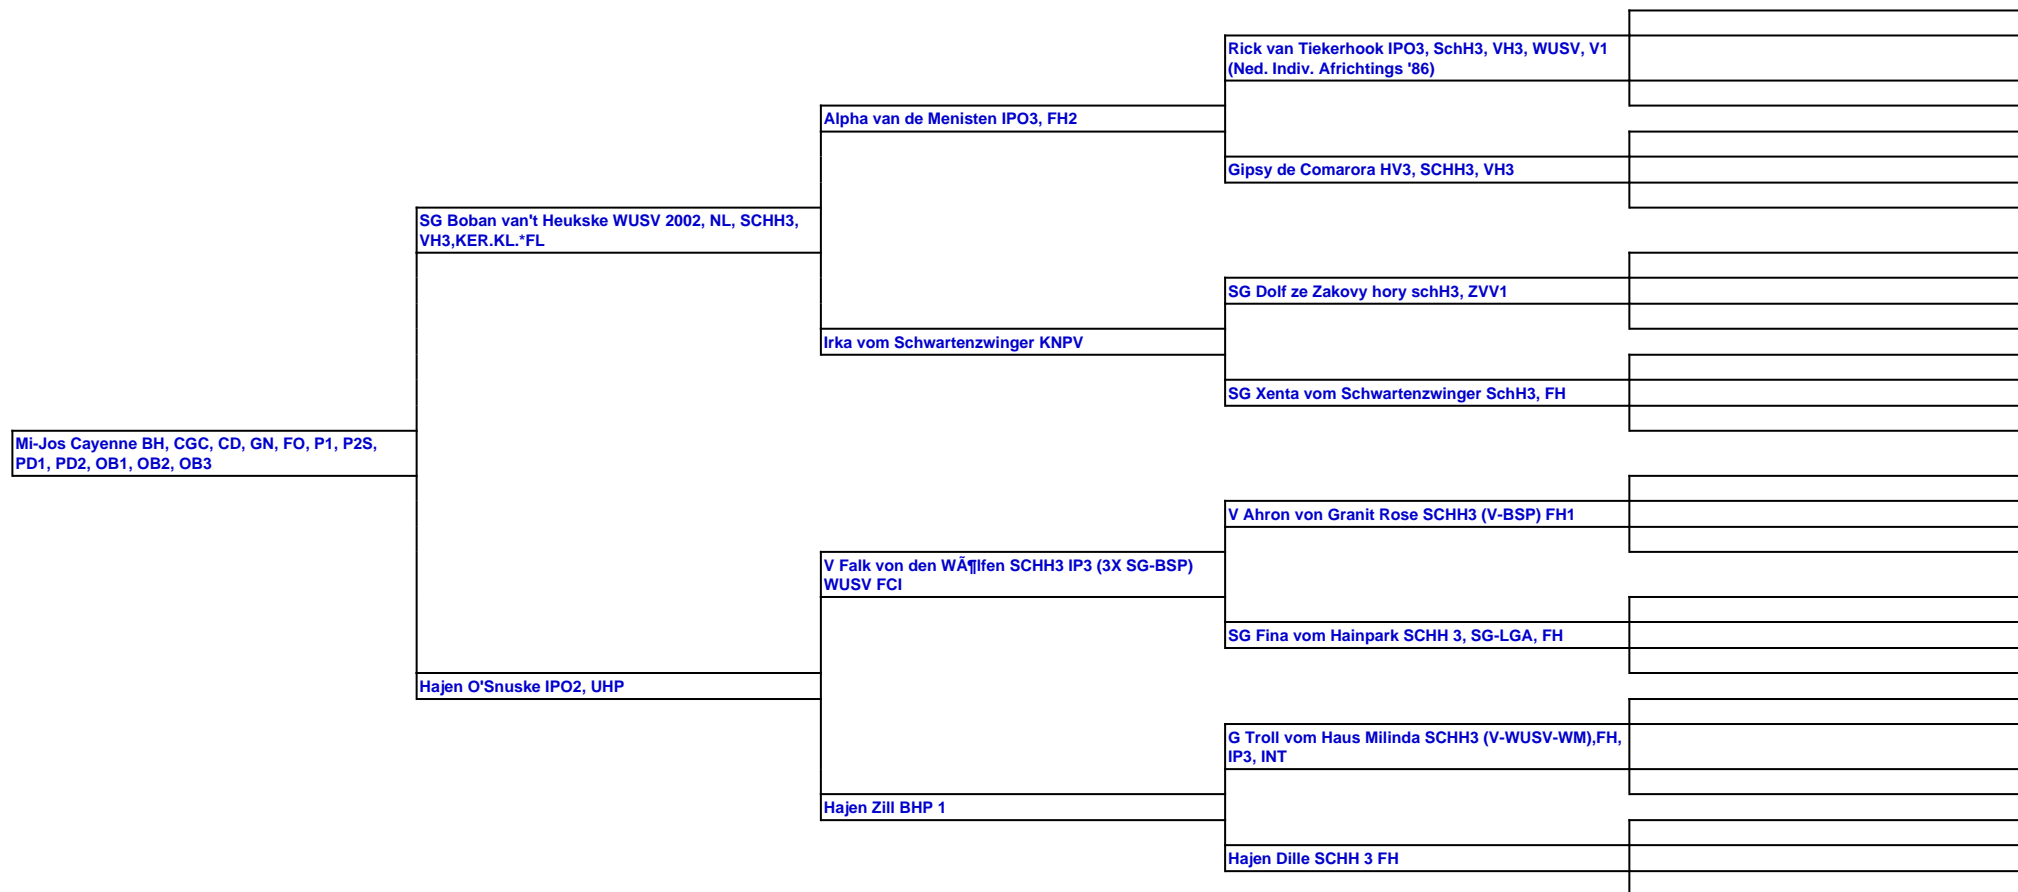 Rick van Tiekerhook IPO3, SchH3, VH3, WUSV, V1
(Ned. Indiv. Africhtings '86)
Alpha van de Menisten IPO3, FH2
Gipsy de Comarora HV3, SCHH3, VH3
SG Boban van't Heukske WUSV 2002, NL, SCHH3,
VH3,KER.KL.*FL
SG Dolf ze Zakovy hory schH3, ZVV1
Irka vom Schwartenzwinger KNPV
SG Xenta vom Schwartenzwinger SchH3, FH
Mi-Jos Cayenne BH, CGC, CD, GN, FO, P1, P2S,
PD1, PD2, OB1, OB2, OB3
V Ahron von Granit Rose SCHH3 (V-BSP) FH1
V Falk von den WÃ¶lfen SCHH3 IP3 (3X SG-BSP)
WUSV FCI
SG Fina vom Hainpark SCHH 3, SG-LGA, FH
Hajen O'Snuske IPO2, UHP
G Troll vom Haus Milinda SCHH3 (V-WUSV-WM),FH,
IP3, INT
Hajen Zill BHP 1
Hajen Dille SCHH 3 FH